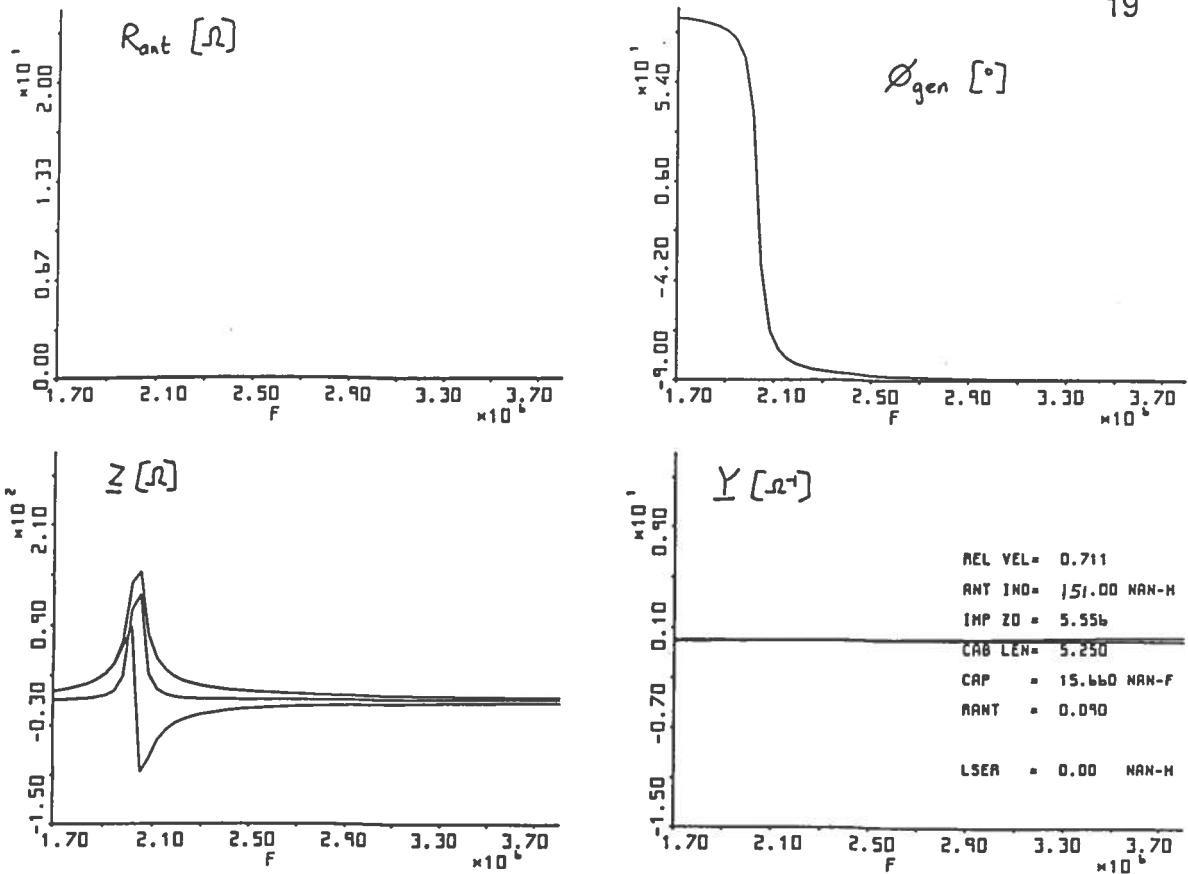 19
R_ant [Ω]
×10¹
2.00
1.33
0.67
0.00
1.70 2.10 2.50 2.90 3.30 3.70
F
×10⁶
Ø_gen [°]
×10¹
5.40
0.60
-4.20
-9.00
1.70 2.10 2.50 2.90 3.30 3.70
F
×10⁶
Z [Ω]
×10²
2.10
0.90
-0.30
-1.50
1.70 2.10 2.50 2.90 3.30 3.70
F
×10⁶
Y [Ω⁻¹]
×10¹
0.90
0.10
-0.70
-1.50
REL VEL= 0.711
ANT IND= 151.00 NAN-H
IMP ZO = 5.556
CAB LEN= 5.250
CAP = 15.660 NAN-F
RANT = 0.090
LSER = 0.00 NAN-H
1.70 2.10 2.50 2.90 3.30 3.70
F
×10⁶